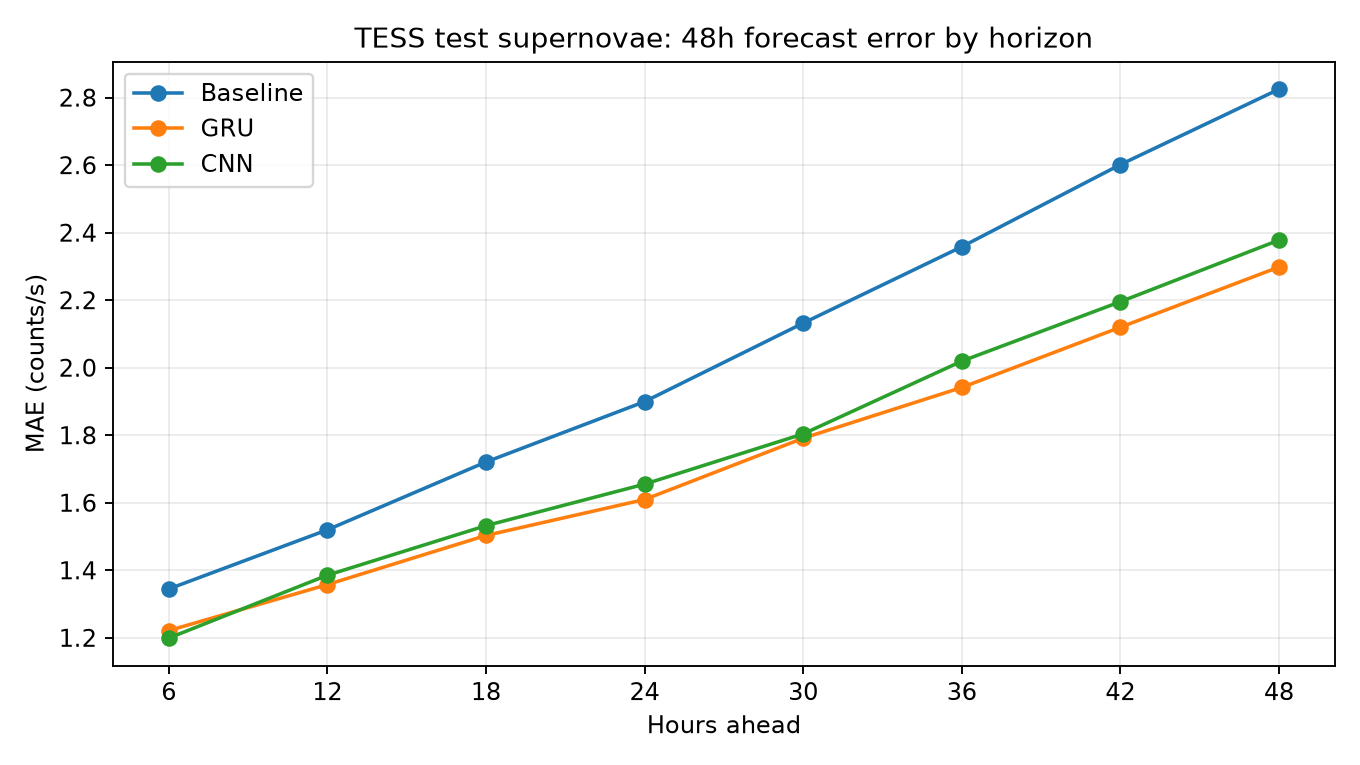 TESS test supernovae: 48h forecast error by horizon
Baseline
GRU
CNN
MAE (counts/s)
2.8
2.6
2.4
2.2
2.0
1.8
1.6
1.4
1.2
6 12 18 24 30 36 42 48
Hours ahead